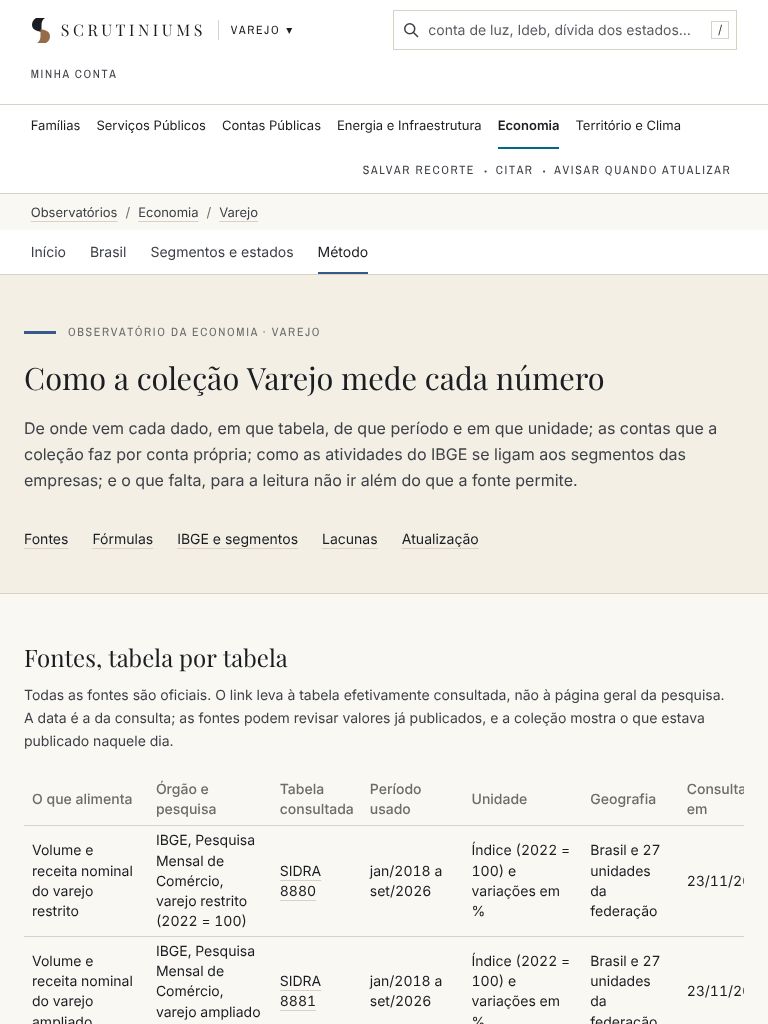 SCRUTINIUMS
VAREJO ▼
conta de luz, Ideb, dívida dos estados...
/
MINHA CONTA
Famílias
Serviços Públicos
Contas Públicas
Energia e Infraestrutura
Economia
Território e Clima
SALVAR RECORTE • CITAR • AVISAR QUANDO ATUALIZAR
Observatórios / Economia / Varejo
Início
Brasil
Segmentos e estados
Método
OBSERVATÓRIO DA ECONOMIA · VAREJO
Como a coleção Varejo mede cada número
De onde vem cada dado, em que tabela, de que período e em que unidade; as contas que a
coleção faz por conta própria; como as atividades do IBGE se ligam aos segmentos das
empresas; e o que falta, para a leitura não ir além do que a fonte permite.
Fontes
Fórmulas
IBGE e segmentos
Lacunas
Atualização
Fontes, tabela por tabela
Todas as fontes são oficiais. O link leva à tabela efetivamente consultada, não à página geral da pesquisa.
A data é a da consulta; as fontes podem revisar valores já publicados, e a coleção mostra o que estava
publicado naquele dia.
O que alimenta
Órgão e
pesquisa
Tabela
consultada
Período
usado
Unidade
Geografia
Consulta
em
Volume e
receita nominal
do varejo
restrito
IBGE, Pesquisa
Mensal de
Comércio,
varejo restrito
(2022 = 100)
SIDRA
8880
jan/2018 a
set/2026
Índice (2022 =
100) e
variações em
%
Brasil e 27
unidades
da
federação
23/11/20
Volume e
receita nominal
do varejo
ampliado
IBGE, Pesquisa
Mensal de
Comércio,
varejo ampliado
SIDRA
8881
jan/2018 a
set/2026
Índice (2022 =
100) e
variações em
%
Brasil e 27
unidades
da
federação
23/11/20